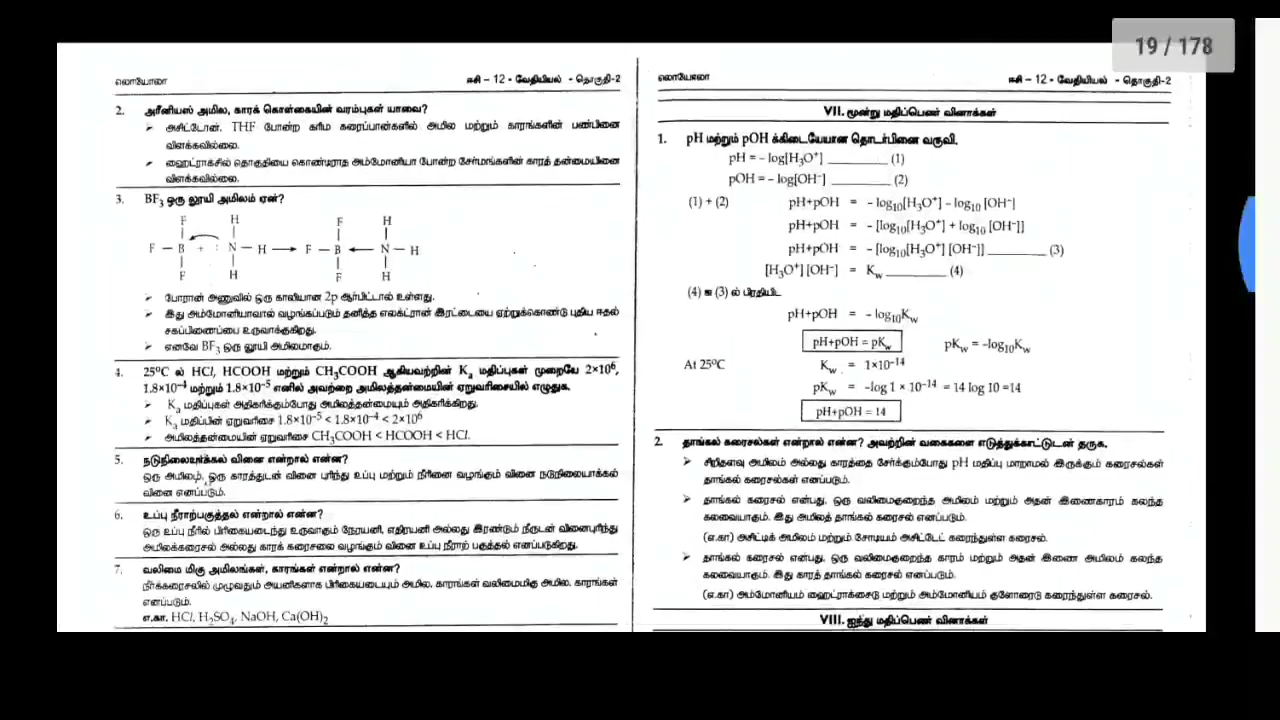 19 / 178
லொயோலா
ஈசி – 12 - வேதியியல் - தொகுதி-2
2. அரீனியஸ் அமில, காரக் கொள்கையின் வரம்புகள் யாவை?
➢ அசிட்டோன், THF போன்ற கரிம கரைப்பான்களில் அமில மற்றும் காரங்களின் பண்பினை
விளக்கவில்லை.
➢ ஹைட்ராக்சில் தொகுதியை கொண்டிராத அம்மோனியா போன்ற சேர்மங்களின் காரத் தன்மையினை
விளக்கவில்லை.
3. BF₃ ஒரு லூயி அமிலம் ஏன்?
F H F H
F – B + : N – H → F – B ← N – H
F H F H
➢ போரான் அணுவில் ஒரு காலியான 2p ஆர்பிட்டால் உள்ளது.
➢ இது அம்மோனியாவால் வழங்கப்படும் தனித்த எலக்ட்ரான் இரட்டையை ஏற்றுக்கொண்டு புதிய ஈதல்
சகப்பிணைப்பை உருவாக்குகிறது.
➢ எனவே BF₃ ஒரு லூயி அமிலமாகும்.
4. 25⁰C ல் HCl, HCOOH மற்றும் CH₃COOH ஆகியவற்றின் Kₐ மதிப்புகள் முறையே 2×10⁶,
1.8×10⁻⁴ மற்றும் 1.8×10⁻⁵ எனில் அவற்றை அமிலத்தன்மையின் ஏறுவரிசையில் எழுதுக.
➢ Kₐ மதிப்புகள் அதிகரிக்கும்போது அமிலத்தன்மையும் அதிகரிக்கிறது.
➢ Kₐ மதிப்பின் ஏறுவரிசை 1.8×10⁻⁵ < 1.8×10⁻⁴ < 2×10⁶
➢ அமிலத்தன்மையின் ஏறுவரிசை CH₃COOH < HCOOH < HCl.
5. நடுநிலையாக்கல் வினை என்றால் என்ன?
ஒரு அமிலம், ஒரு காரத்துடன் வினை புரிந்து உப்பு மற்றும் நீரினை வழங்கும் வினை நடுநிலையாக்கல்
வினை எனப்படும்.
6. உப்பு நீராற்பகுத்தல் என்றால் என்ன?
ஒரு உப்பு நீரில் பிரிகையடைந்து உருவாகும் நேரயனி, எதிரயனி அல்லது இரண்டும் நீருடன் வினைபுரிந்து
அமிலக்கரைசல் அல்லது காரக் கரைசலை வழங்கும் வினை உப்பு நீராற் பகுத்தல் எனப்படுகிறது.
7. வலிமை மிகு அமிலங்கள், காரங்கள் என்றால் என்ன?
நீர்க்கரைசலில் முழுவதும் அயனிகளாக பிரிகையடையும் அமில, காரங்கள் வலிமைமிகு அமில, காரங்கள்
எனப்படும்.
எ.கா. HCl, H₂SO₄, NaOH, Ca(OH)₂
லொயோலா
ஈசி – 12 - வேதியியல் - தொகுதி-2
VII. மூன்று மதிப்பெண் வினாக்கள்
1. pH மற்றும் pOH க்கிடையேயான தொடர்பினை வருவி.
pH = – log[H₃O⁺] ________ (1)
pOH = – log[OH⁻] ________ (2)
(1) + (2) pH+pOH = – log₁₀[H₃O⁺] – log₁₀ [OH⁻]
pH+pOH = – [log₁₀[H₃O⁺] + log₁₀ [OH⁻]]
pH+pOH = – [log₁₀[H₃O⁺] [OH⁻]] ________ (3)
[H₃O⁺] [OH⁻] = K_w ________ (4)
(4) ஐ (3) ல் பிரதியிட
pH+pOH = – log₁₀K_w
pH+pOH = pK_w pK_w = –log₁₀K_w
At 25⁰C K_w = 1×10⁻¹⁴
pK_w = –log 1 × 10⁻¹⁴ = 14 log 10 =14
pH+pOH = 14
2. தாங்கல் கரைசல்கள் என்றால் என்ன? அவற்றின் வகைகளை எடுத்துக்காட்டுடன் தருக.
➢ சிறிதளவு அமிலம் அல்லது காரத்தை சேர்க்கும்போது pH மதிப்பு மாறாமல் இருக்கும் கரைசல்கள்
தாங்கல் கரைசல்கள் எனப்படும்.
➢ தாங்கல் கரைசல் என்பது, ஒரு வலிமைகுறைந்த அமிலம் மற்றும் அதன் இணைகாரம் கலந்த
கலவையாகும். இது அமிலத் தாங்கல் கரைசல் எனப்படும்.
(எ.கா) அசிட்டிக் அமிலம் மற்றும் சோடியம் அசிட்டேட் கரைந்துள்ள கரைசல்.
➢ தாங்கல் கரைசல் என்பது, ஒரு வலிமைகுறைந்த காரம் மற்றும் அதன் இணை அமிலம் கலந்த
கலவையாகும். இது காரத் தாங்கல் கரைசல் எனப்படும்.
(எ.கா) அம்மோனியம் ஹைட்ராக்சைடு மற்றும் அம்மோனியம் குளோரைடு கரைந்துள்ள கரைசல்.
VIII. ஐந்து மதிப்பெண் வினாக்கள்